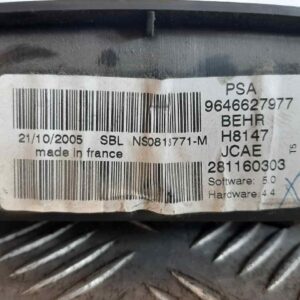 PSA
9646627977
BEHR
H8147
JCAE
281160303
Software: 5.0
Hardware: 4.4
TS
21/10/2005 SBL
made in france